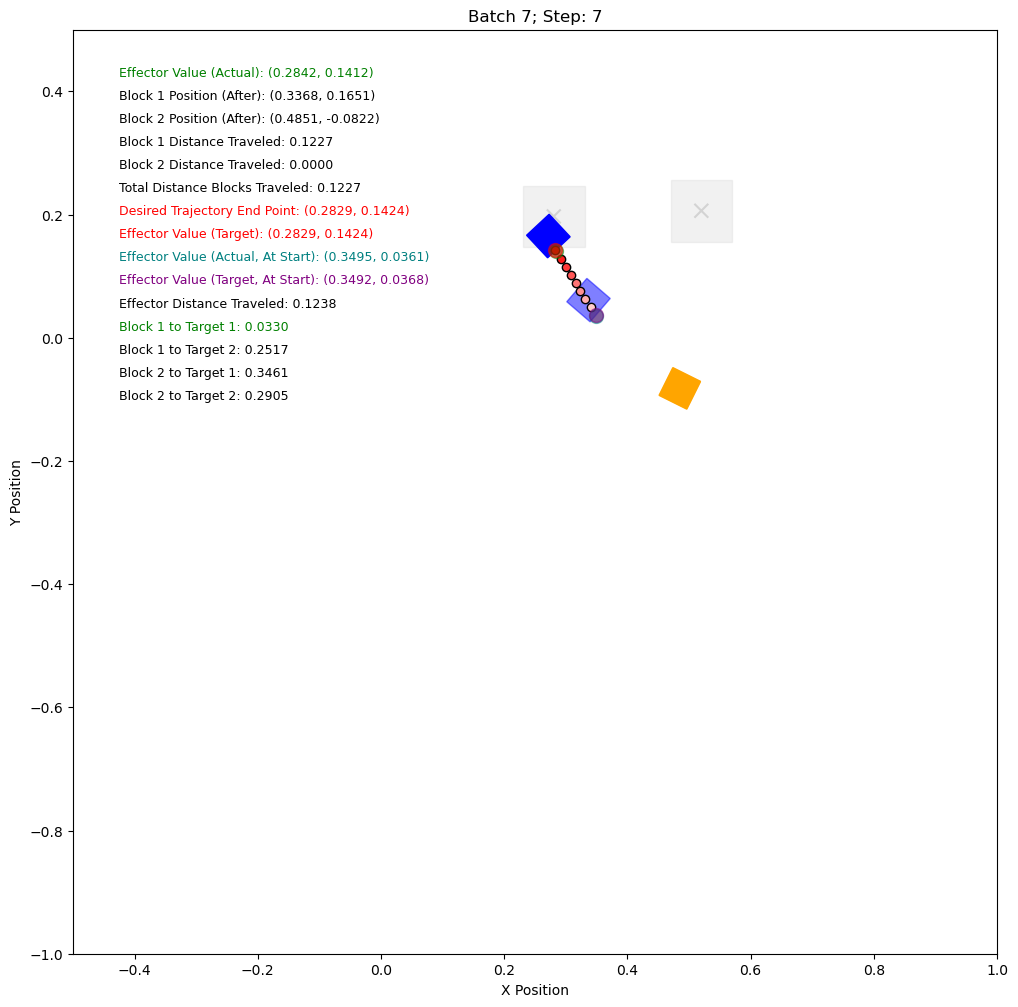 Batch 7; Step: 7
Effector Value (Actual): (0.2842, 0.1412)
Block 1 Position (After): (0.3368, 0.1651)
Block 2 Position (After): (0.4851, -0.0822)
Block 1 Distance Traveled: 0.1227
Block 2 Distance Traveled: 0.0000
Total Distance Blocks Traveled: 0.1227
Desired Trajectory End Point: (0.2829, 0.1424)
Effector Value (Target): (0.2829, 0.1424)
Effector Value (Actual, At Start): (0.3495, 0.0361)
Effector Value (Target, At Start): (0.3492, 0.0368)
Effector Distance Traveled: 0.1238
Block 1 to Target 1: 0.0330
Block 1 to Target 2: 0.2517
Block 2 to Target 1: 0.3461
Block 2 to Target 2: 0.2905
Y Position
0.4
0.2
0.0
−0.2
−0.4
−0.6
−0.8
−1.0
−0.4
−0.2
0.0
0.2
0.4
0.6
0.8
1.0
X Position